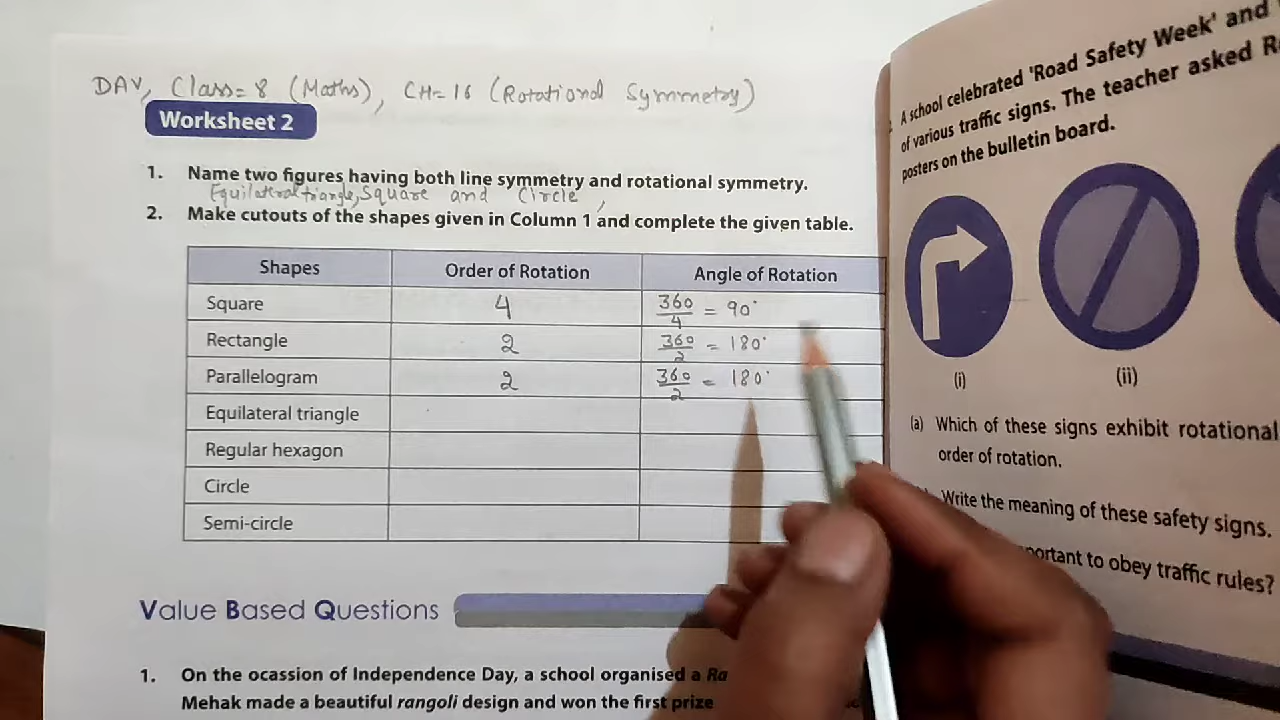 DAV, Class= 8 (Maths), CH= 16 (Rotational Symmetry)
Worksheet 2
1. Name two figures having both line symmetry and rotational symmetry.
Equilateral triangle, Square and Circle,
2. Make cutouts of the shapes given in Column 1 and complete the given table.
Shapes Order of Rotation Angle of Rotation
Square 4 360/4 = 90°
Rectangle 2 360/2 = 180°
Parallelogram 2 360/2 = 180°
Equilateral triangle
Regular hexagon
Circle
Semi-circle
Value Based Questions
1. On the ocassion of Independence Day, a school organised a
Mehak made a beautiful rangoli design and won the first prize
A school celebrated 'Road Safety Week' and
of various traffic signs. The teacher asked
posters on the bulletin board.
(i) (ii)
(a) Which of these signs exhibit rotational
order of rotation.
Write the meaning of these safety signs.
to obey traffic rules?